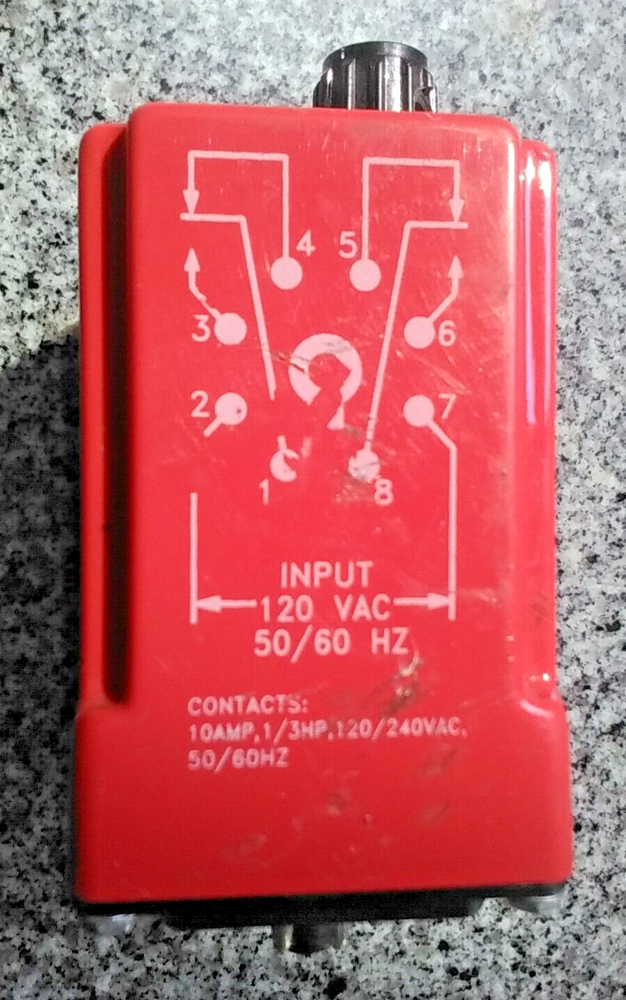 4 5
3 6
2 7
1 8
INPUT
120 VAC
50/60 HZ
CONTACTS:
10AMP,1/3HP,120/240VAC,
50/60HZ